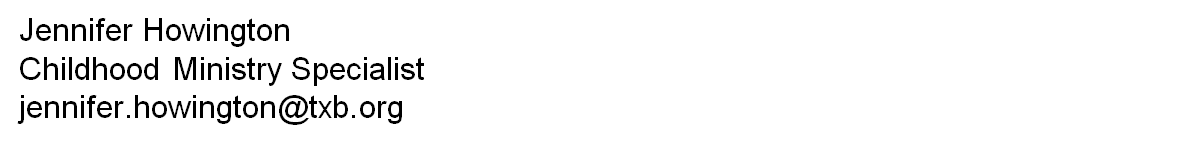 Jennifer Howington
Childhood Ministry Specialist
jennifer.howington@txb.org